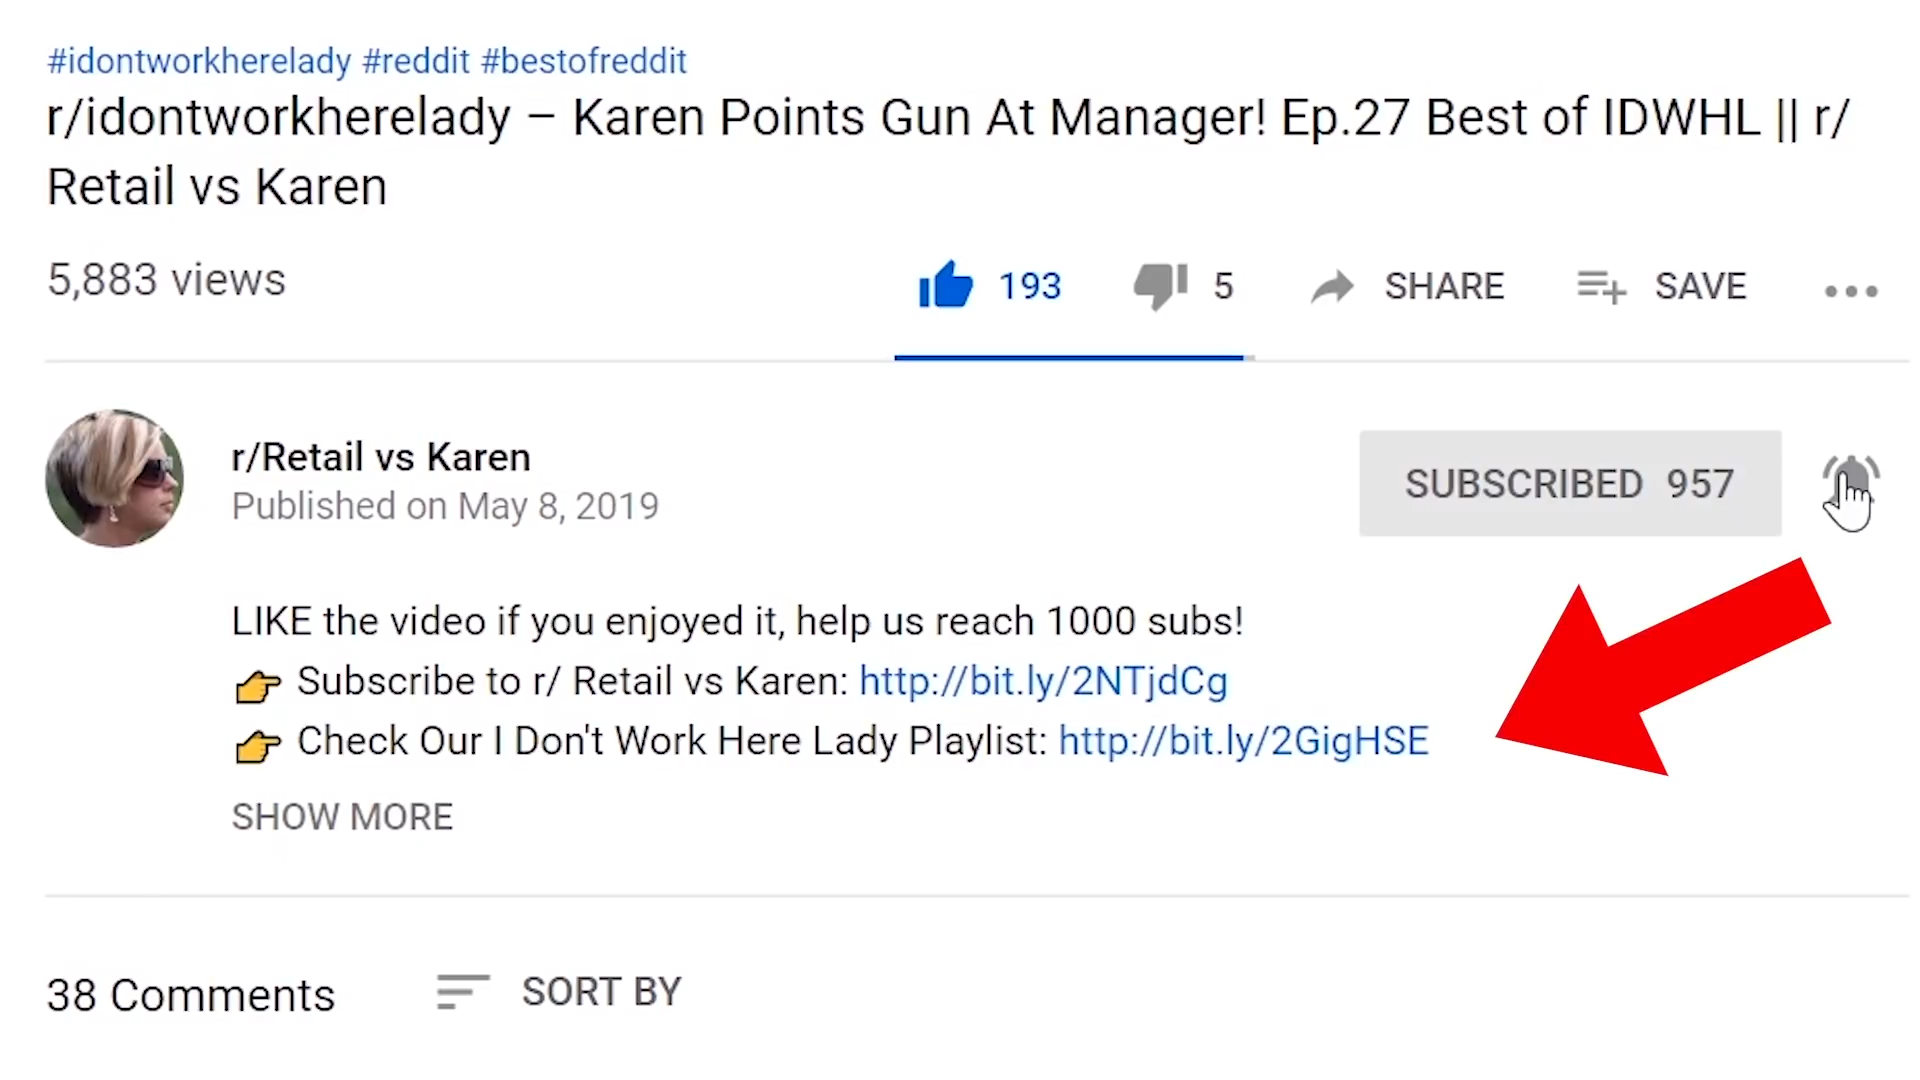 #idontworkherelady #reddit #bestofreddit
r/idontworkherelady – Karen Points Gun At Manager! Ep.27 Best of IDWHL || r/
Retail vs Karen
5,883 views
193
5
SHARE
SAVE
r/Retail vs Karen
Published on May 8, 2019
SUBSCRIBED 957
LIKE the video if you enjoyed it, help us reach 1000 subs!
👉 Subscribe to r/ Retail vs Karen: http://bit.ly/2NTjdCg
👉 Check Our I Don't Work Here Lady Playlist: http://bit.ly/2GigHSE
SHOW MORE
38 Comments
SORT BY